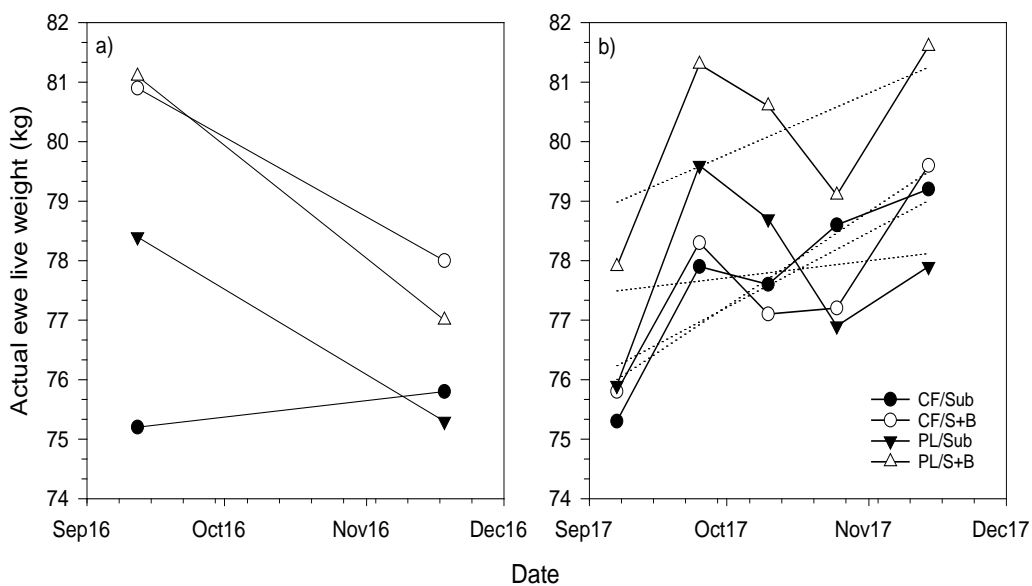 a)
b)
Actual ewe live weight (kg)
82
81
80
79
78
77
76
75
74
Sep16
Oct16
Nov16
Dec16
82
81
80
79
78
77
76
75
74
CF/Sub
CF/S+B
PL/Sub
PL/S+B
Sep17
Oct17
Nov17
Dec17
Date